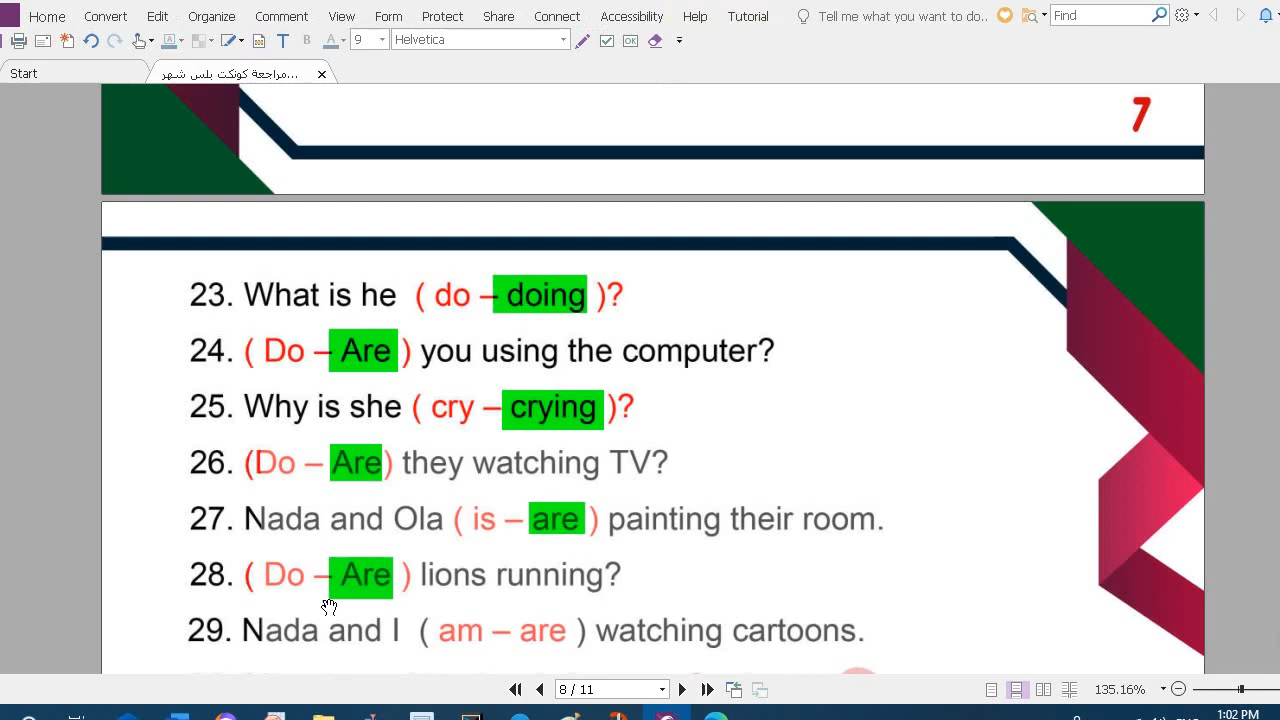 Home Convert Edit Organize Comment View Form Protect Share Connect Accessibility Help Tutorial Tell me what you want to do.. Find
9 Helvetica
Start مراجعة كونكت بلس شهر...
7
23. What is he ( do – doing )?
24. ( Do – Are ) you using the computer?
25. Why is she ( cry – crying )?
26. (Do – Are) they watching TV?
27. Nada and Ola ( is – are ) painting their room.
28. ( Do – Are ) lions running?
29. Nada and I ( am – are ) watching cartoons.
8 / 11 135.16%
1:02 PM